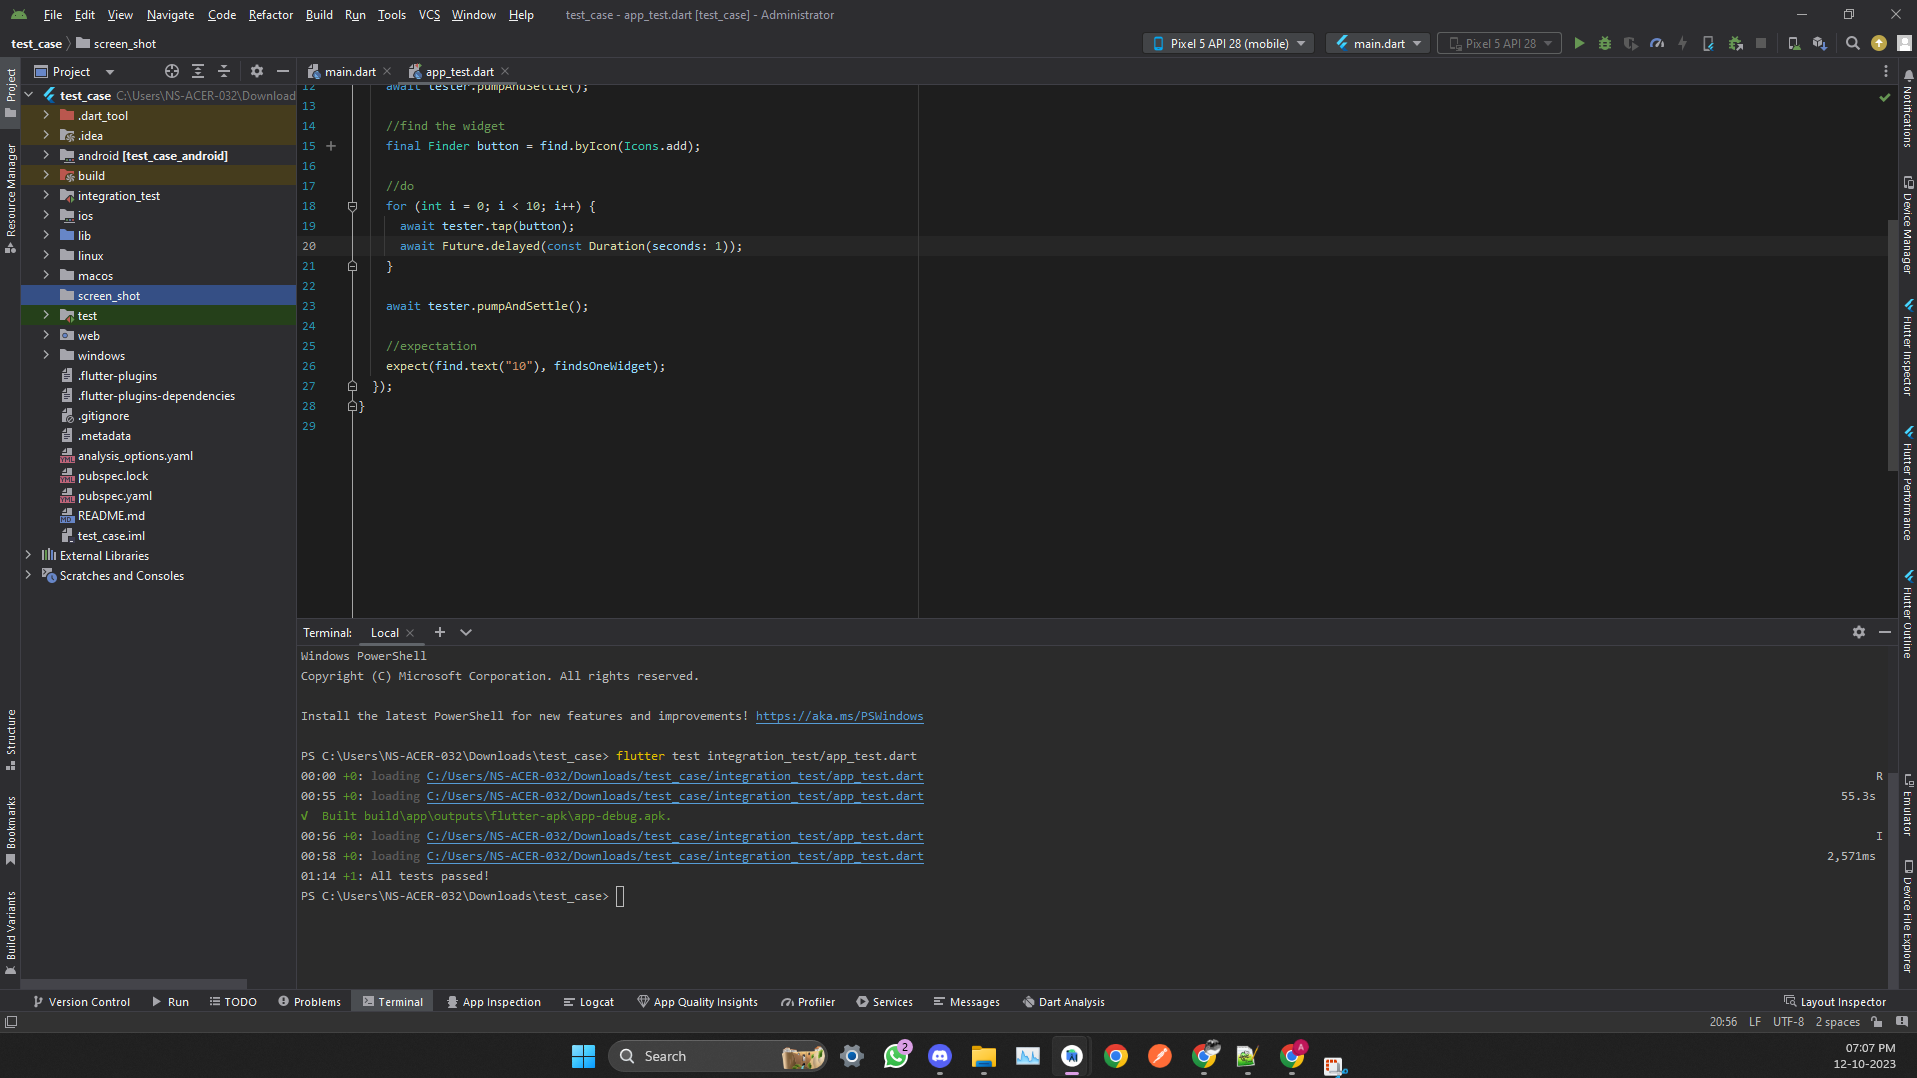 File Edit View Navigate Code Refactor Build Run Tools VCS Window Help test_case - app_test.dart [test_case] - Administrator
test_case screen_shot Pixel 5 API 28 (mobile) main.dart Pixel 5 API 28
Project main.dart app_test.dart
test_case C:\Users\NS-ACER-032\Download
.dart_tool
.idea
android [test_case_android]
build
integration_test
ios
lib
linux
macos
screen_shot
test
web
windows
.flutter-plugins
.flutter-plugins-dependencies
.gitignore
.metadata
analysis_options.yaml
pubspec.lock
pubspec.yaml
README.md
test_case.iml
External Libraries
Scratches and Consoles
Project
Resource Manager
Structure
Bookmarks
Build Variants
12 await tester.pumpAndSettle();
13
14 //find the widget
15 final Finder button = find.byIcon(Icons.add);
16
17 //do
18 for (int i = 0; i < 10; i++) {
19 await tester.tap(button);
20 await Future.delayed(const Duration(seconds: 1));
21 }
22
23 await tester.pumpAndSettle();
24
25 //expectation
26 expect(find.text("10"), findsOneWidget);
27 });
28 }
29
Notifications
Device Manager
Flutter Inspector
Flutter Performance
Flutter Outline
Emulator
Device File Explorer
Terminal: Local
Windows PowerShell
Copyright (C) Microsoft Corporation. All rights reserved.
Install the latest PowerShell for new features and improvements! https://aka.ms/PSWindows
PS C:\Users\NS-ACER-032\Downloads\test_case> flutter test integration_test/app_test.dart
00:00 +0: loading C:/Users/NS-ACER-032/Downloads/test_case/integration_test/app_test.dart R
00:55 +0: loading C:/Users/NS-ACER-032/Downloads/test_case/integration_test/app_test.dart 55.3s
√ Built build\app\outputs\flutter-apk\app-debug.apk.
00:56 +0: loading C:/Users/NS-ACER-032/Downloads/test_case/integration_test/app_test.dart I
00:58 +0: loading C:/Users/NS-ACER-032/Downloads/test_case/integration_test/app_test.dart 2,571ms
01:14 +1: All tests passed!
PS C:\Users\NS-ACER-032\Downloads\test_case>
Version Control Run TODO Problems Terminal App Inspection Logcat App Quality Insights Profiler Services Messages Dart Analysis Layout Inspector
20:56 LF UTF-8 2 spaces
Search 2 A
07:07 PM
12-10-2023